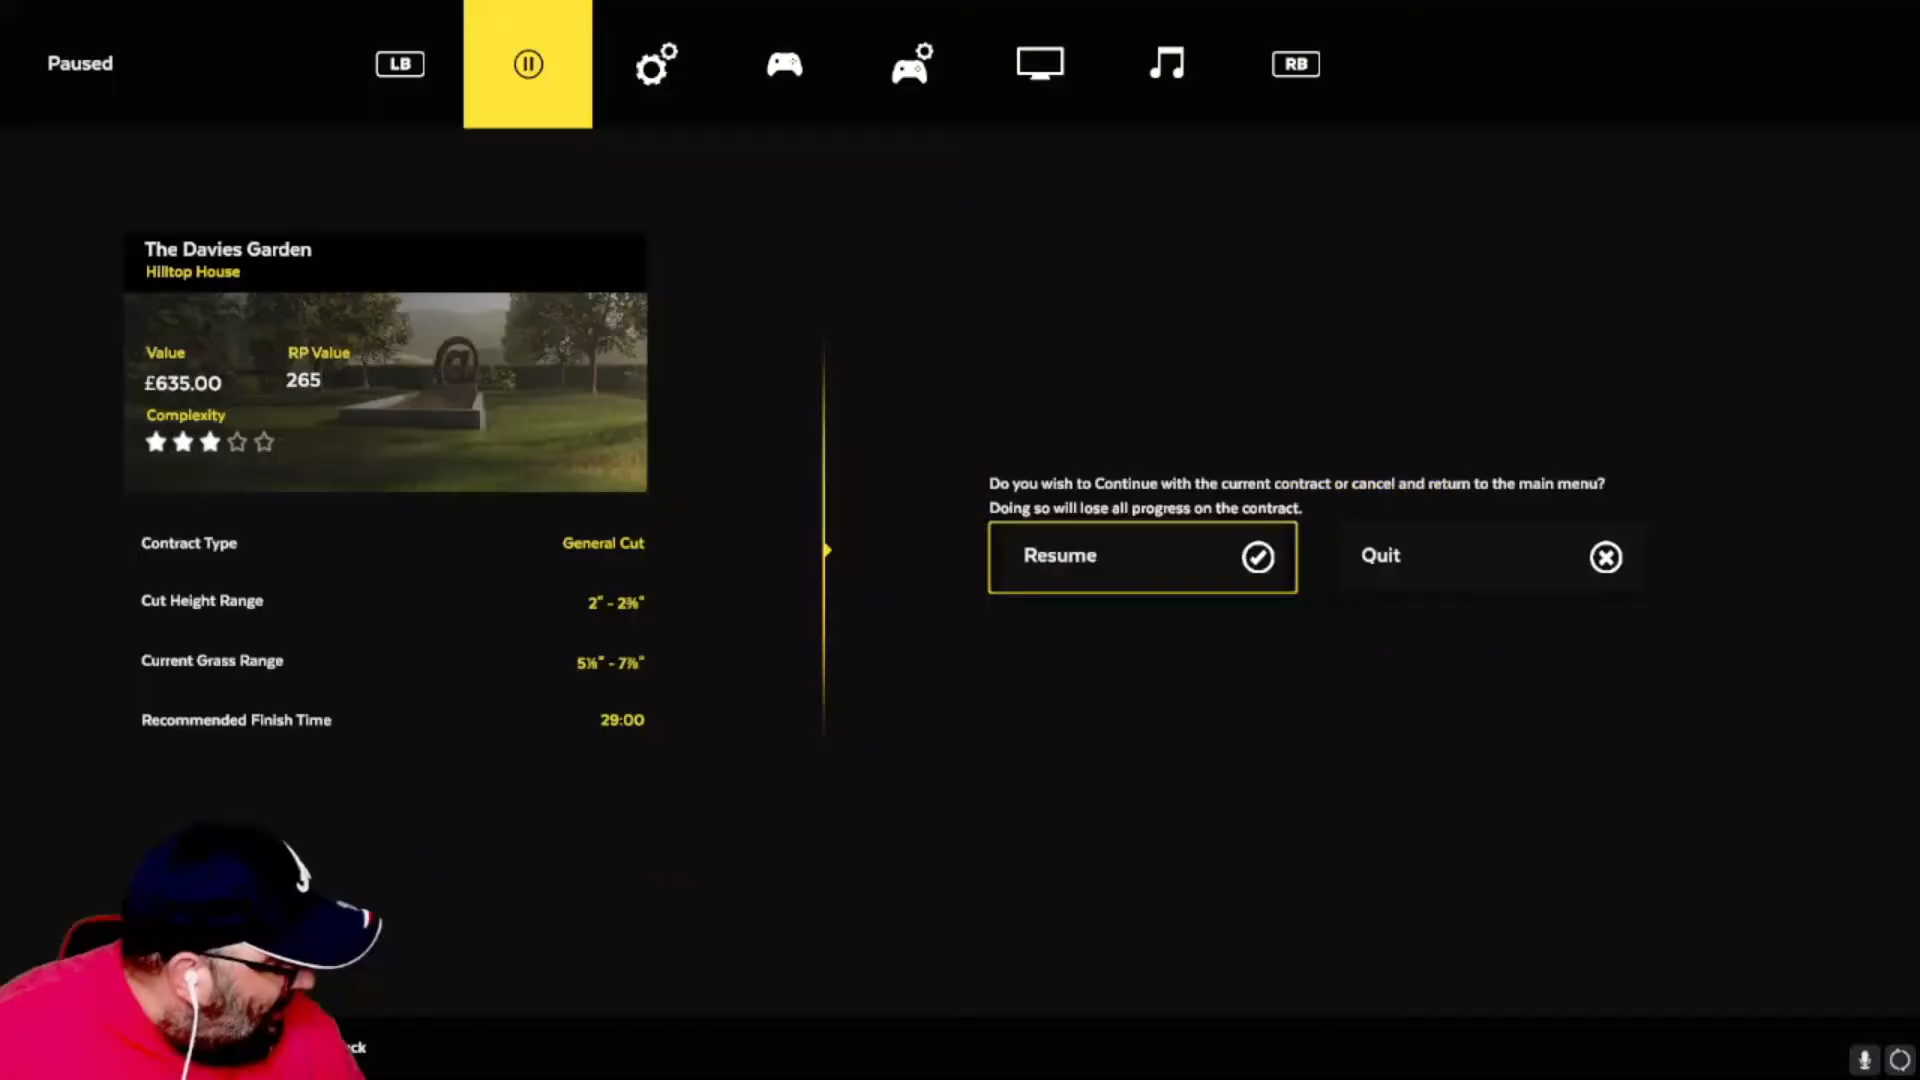 Paused
LB
RB
The Davies Garden
Hilltop House
Value
RP Value
£635.00
265
Complexity
Do you wish to Continue with the current contract or cancel and return to the main menu?
Doing so will lose all progress on the contract.
Resume
Quit
Contract Type
General Cut
Cut Height Range
2" - 2⅜"
Current Grass Range
5⅛" - 7⅞"
Recommended Finish Time
29:00
ck